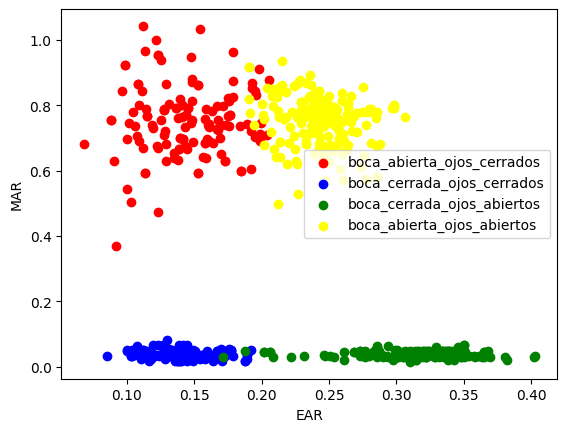 1.0
0.8
0.6
0.4
0.2
0.0
MAR
boca_abierta_ojos_cerrados
boca_cerrada_ojos_cerrados
boca_cerrada_ojos_abiertos
boca_abierta_ojos_abiertos
0.10 0.15 0.20 0.25 0.30 0.35 0.40
EAR